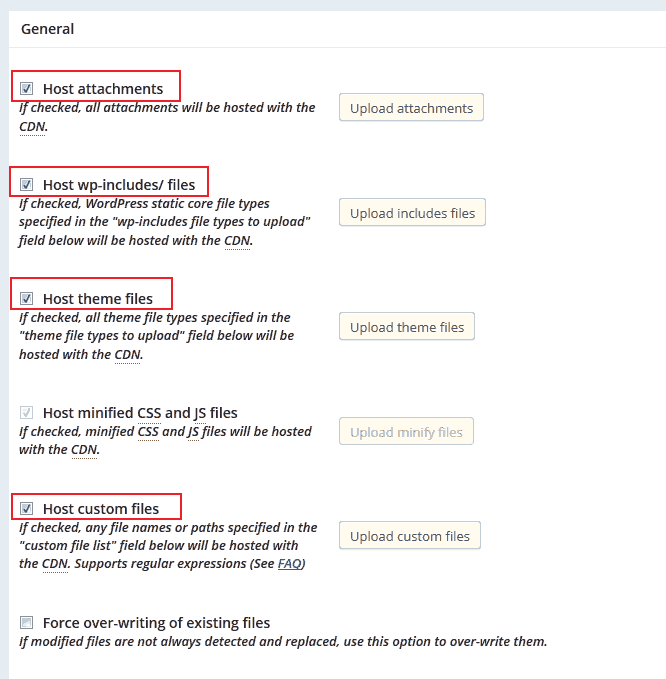 General
Host attachments
If checked, all attachments will be hosted with the
CDN.
Upload attachments
Host wp-includes/ files
If checked, WordPress static core file types
specified in the "wp-includes file types to upload"
field below will be hosted with the CDN.
Upload includes files
Host theme files
If checked, all theme file types specified in the
"theme file types to upload" field below will be
hosted with the CDN.
Upload theme files
Host minified CSS and JS files
If checked, minified CSS and JS files will be hosted
with the CDN.
Upload minify files
Host custom files
If checked, any file names or paths specified in the
"custom file list" field below will be hosted with
the CDN. Supports regular expressions (See FAQ)
Upload custom files
Force over-writing of existing files
If modified files are not always detected and replaced, use this option to over-write them.